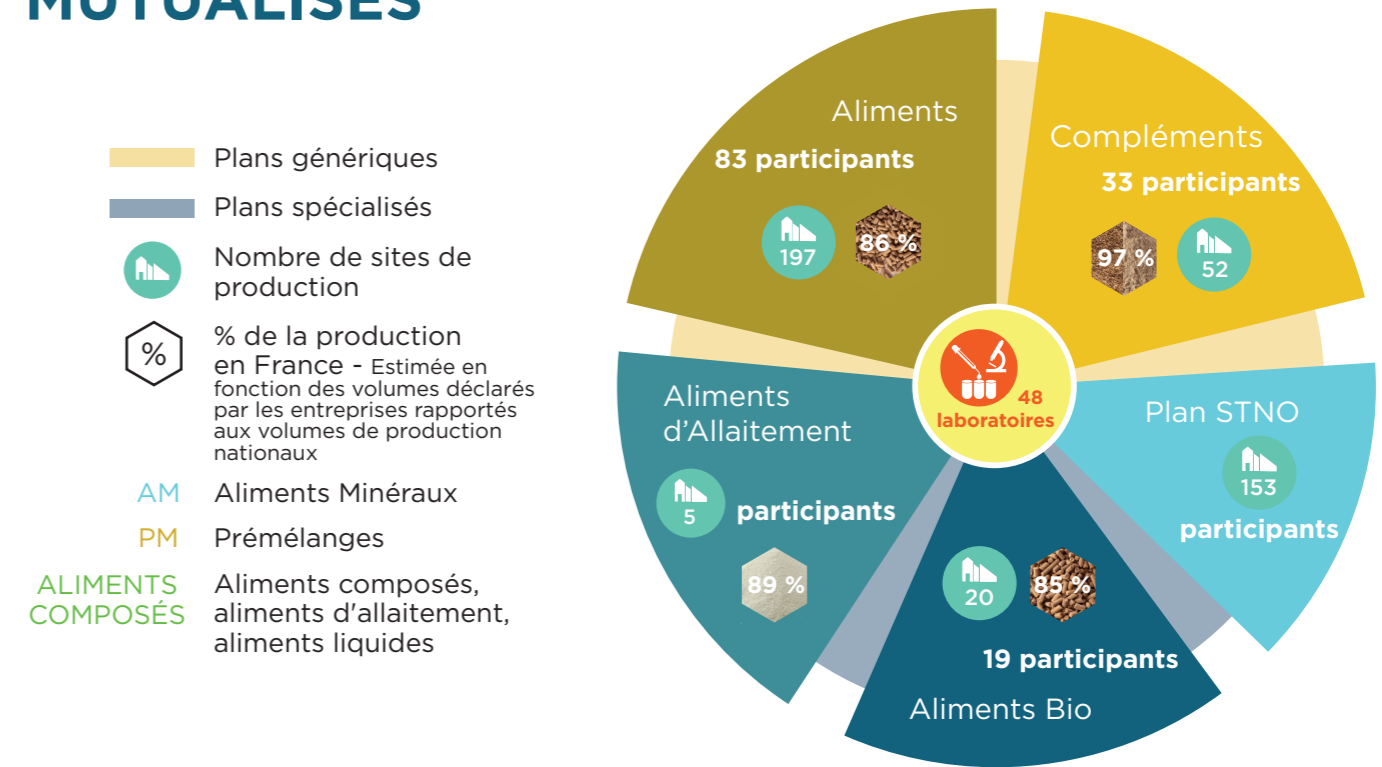 MUTUALISÉS
Plans génériques
Plans spécialisés
Nombre de sites de
production
%
% de la production
en France - Estimée en
fonction des volumes déclarés
par les entreprises rapportés
aux volumes de production
nationaux
AM Aliments Minéraux
PM Prémélanges
ALIMENTS
COMPOSÉS
Aliments composés,
aliments d'allaitement,
aliments liquides
Aliments
83 participants
197
86 %
Compléments
33 participants
97 %
52
Aliments
d'Allaitement
5
participants
89 %
48
laboratoires
Plan STNO
153
participants
20
85 %
19 participants
Aliments Bio